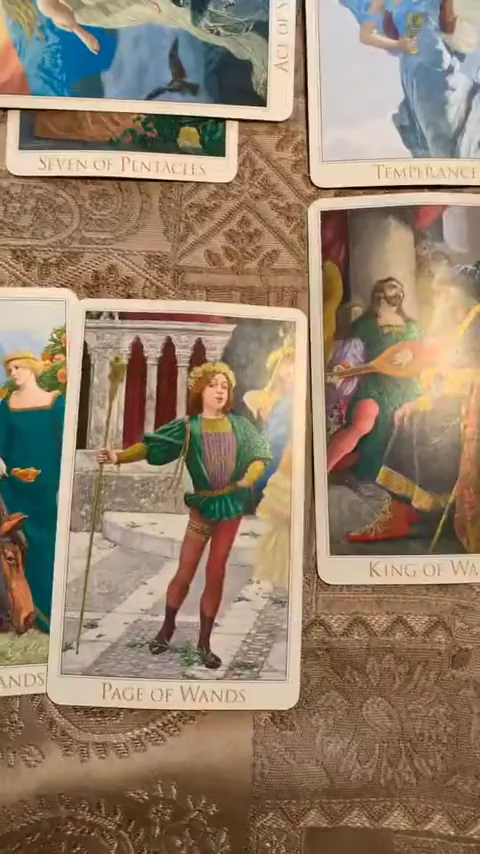 ACE OF S
SEVEN OF PENTACLES
TEMPERANCE
KING OF WA
ANDS
PAGE OF WANDS